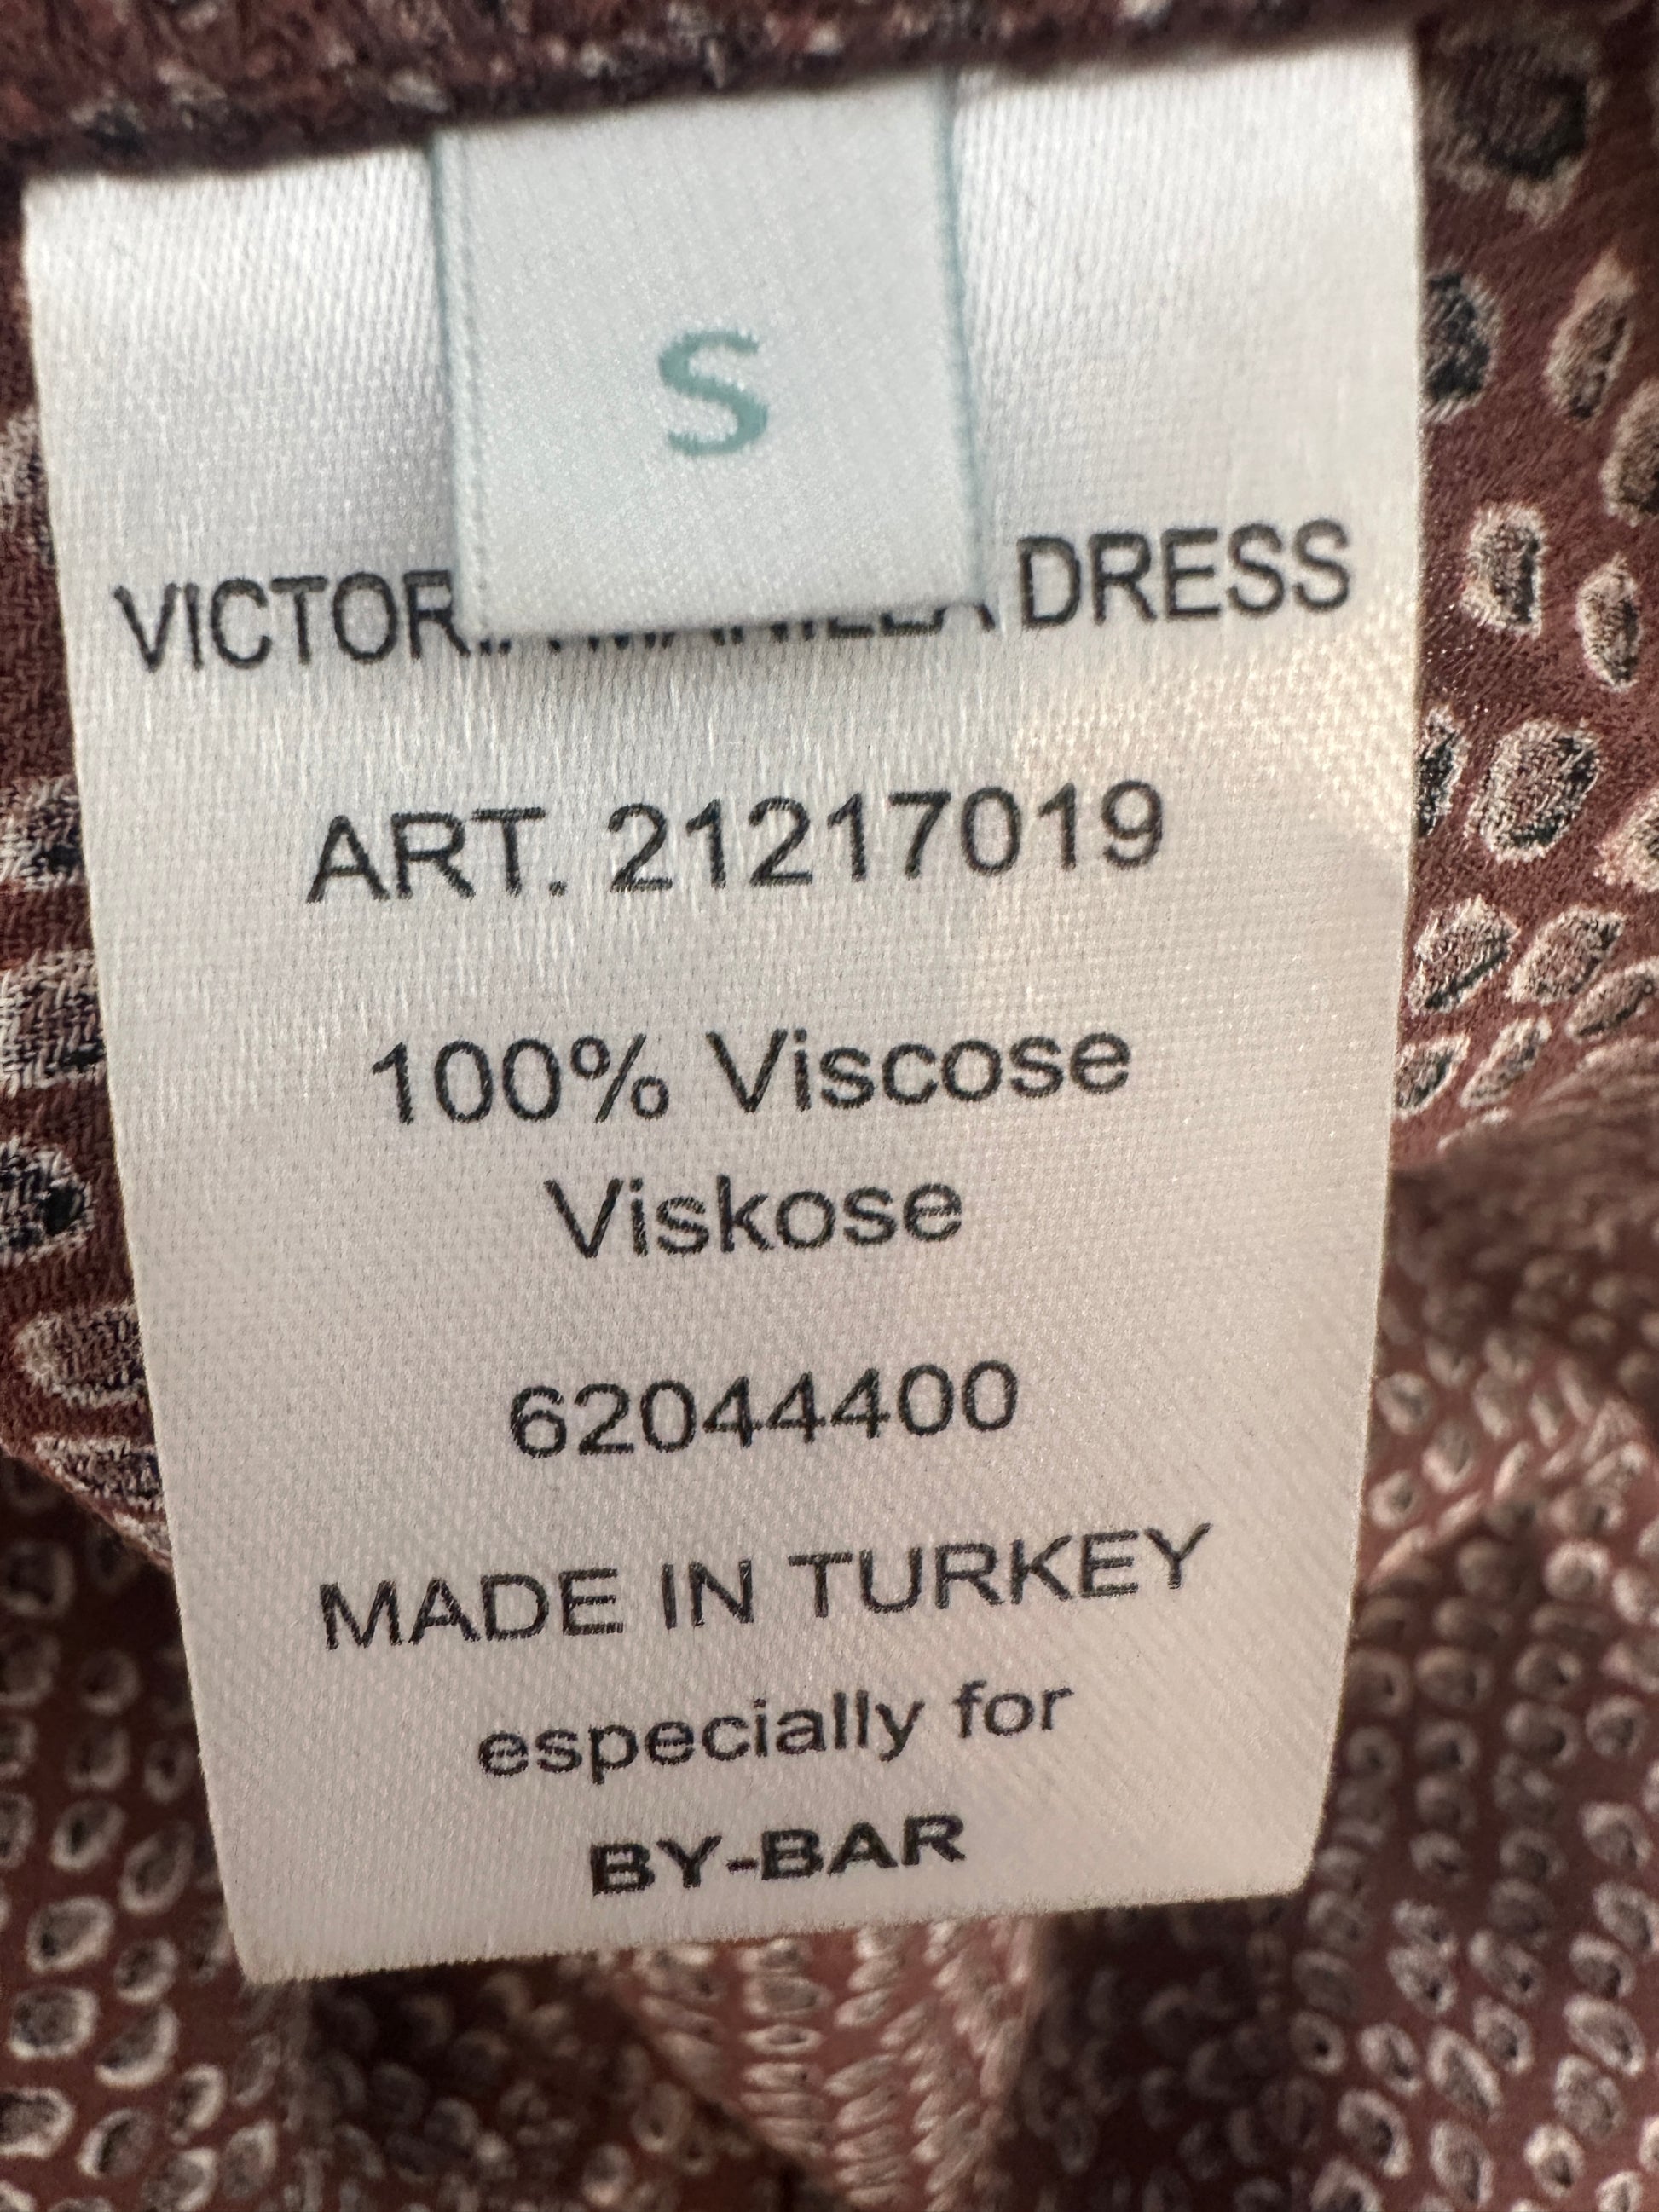 S
DRESS
ART. 21217019
100% Viscose
Viskose
62044400
MADE IN TURKEY
especially for
BY-BAR